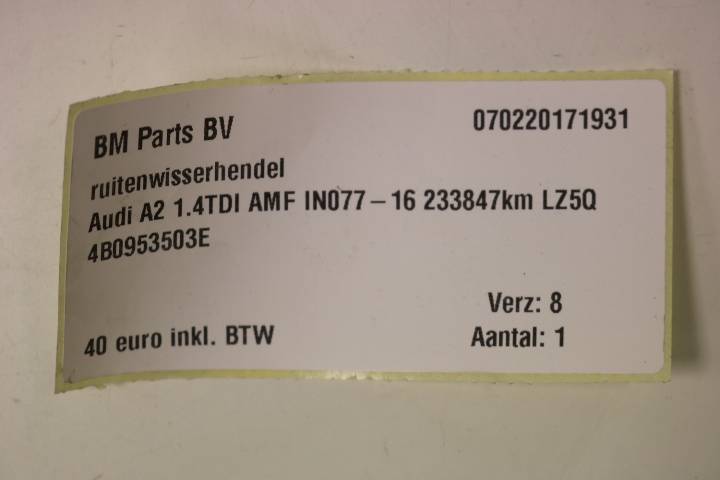 BM Parts BV 070220171931
ruitenwisserhendel
Audi A2 1.4TDI AMF IN077-16 233847km LZ5Q
4B0953503E
Verz: 8
40 euro inkl. BTW Aantal: 1